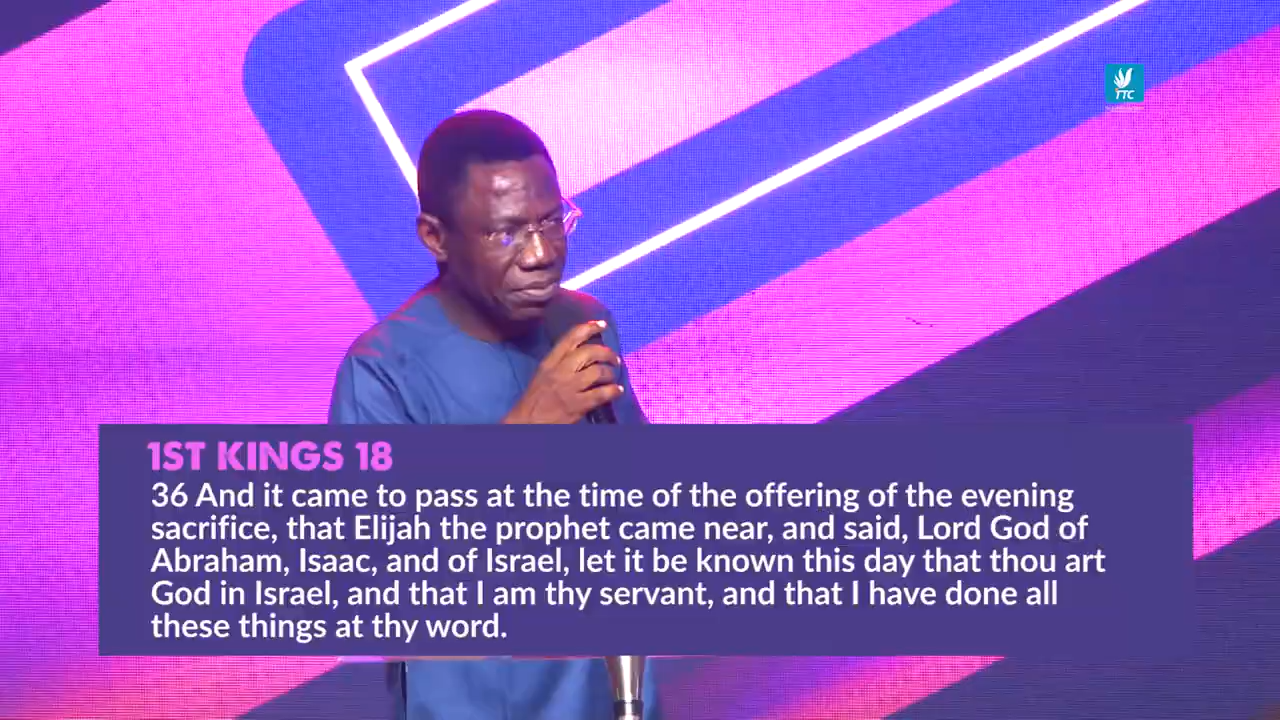 TTC
1ST KINGS 18
36 And it came to pass at the time of the offering of the evening
sacrifice, that Elijah the prophet came near, and said, Lord God of
Abraham, Isaac, and of Israel, let it be known this day that thou art
God in Israel, and that thy servant, and that I have done all
these things at thy